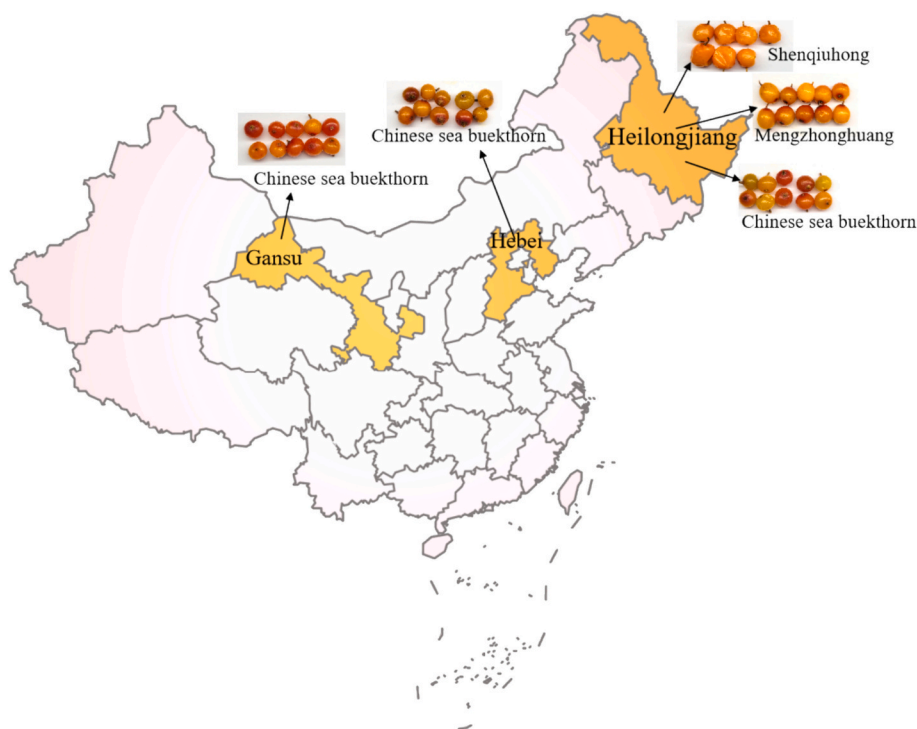 Shenqiuhong
Chinese sea buekthorn
Heilongjiang
Mengzhonghuang
Chinese sea buekthorn
Chinese sea buekthorn
Hebei
Gansu